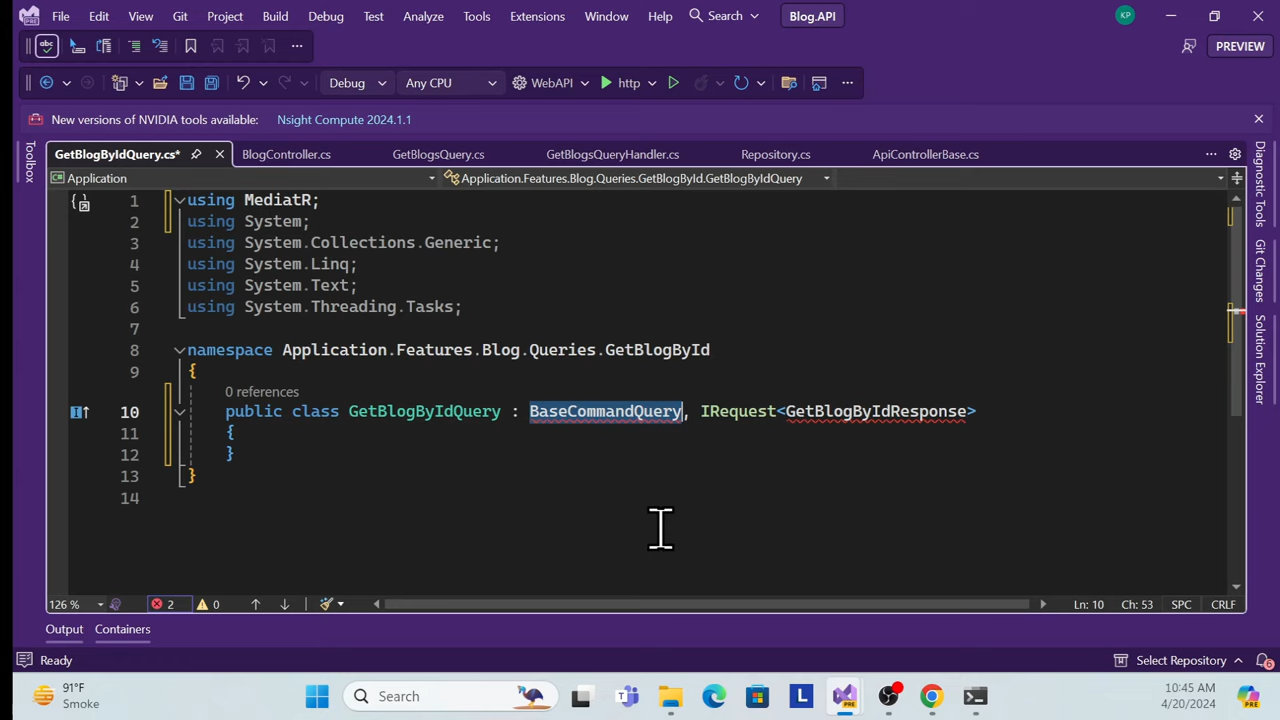 File Edit View Git Project Build Debug Test Analyze Tools Extensions Window Help Search Blog.API KP
abc PREVIEW
Debug Any CPU WebAPI http
New versions of NVIDIA tools available: Nsight Compute 2024.1.1
GetBlogByIdQuery.cs* BlogController.cs GetBlogsQuery.cs GetBlogsQueryHandler.cs Repository.cs ApiControllerBase.cs
Application Application.Features.Blog.Queries.GetBlogById.GetBlogByIdQuery
Toolbox
Diagnostic Tools
Git Changes
Solution Explorer
1 using MediatR;
2 using System;
3 using System.Collections.Generic;
4 using System.Linq;
5 using System.Text;
6 using System.Threading.Tasks;
7
8 namespace Application.Features.Blog.Queries.GetBlogById
9 {
0 references
10 public class GetBlogByIdQuery : BaseCommandQuery, IRequest<GetBlogByIdResponse>
11 {
12 }
13 }
14
126 % 2 0 Ln: 10 Ch: 53 SPC CRLF
Output Containers
Ready Select Repository 6
91°F
Smoke
Search
PRE
L
10:45 AM
4/20/2024
PRE